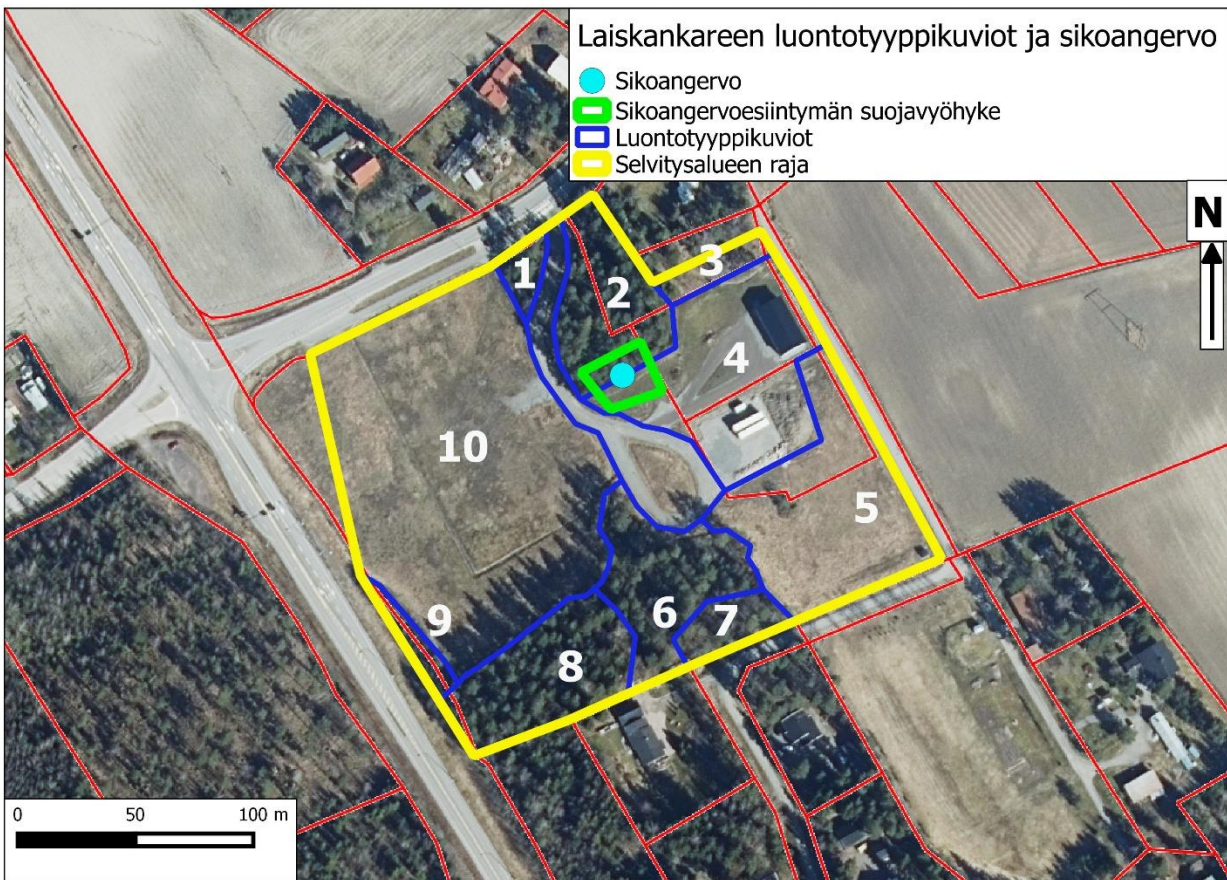 Laiskankareen luontotyyppikuviot ja sikoangervo
Sikoangervo
Sikoangervoesiintymän suojavyöhyke
Luontotyyppikuviot
Selvitysalueen raja
N
1
2
3
4
10
5
6
7
9
8
0 50 100 m